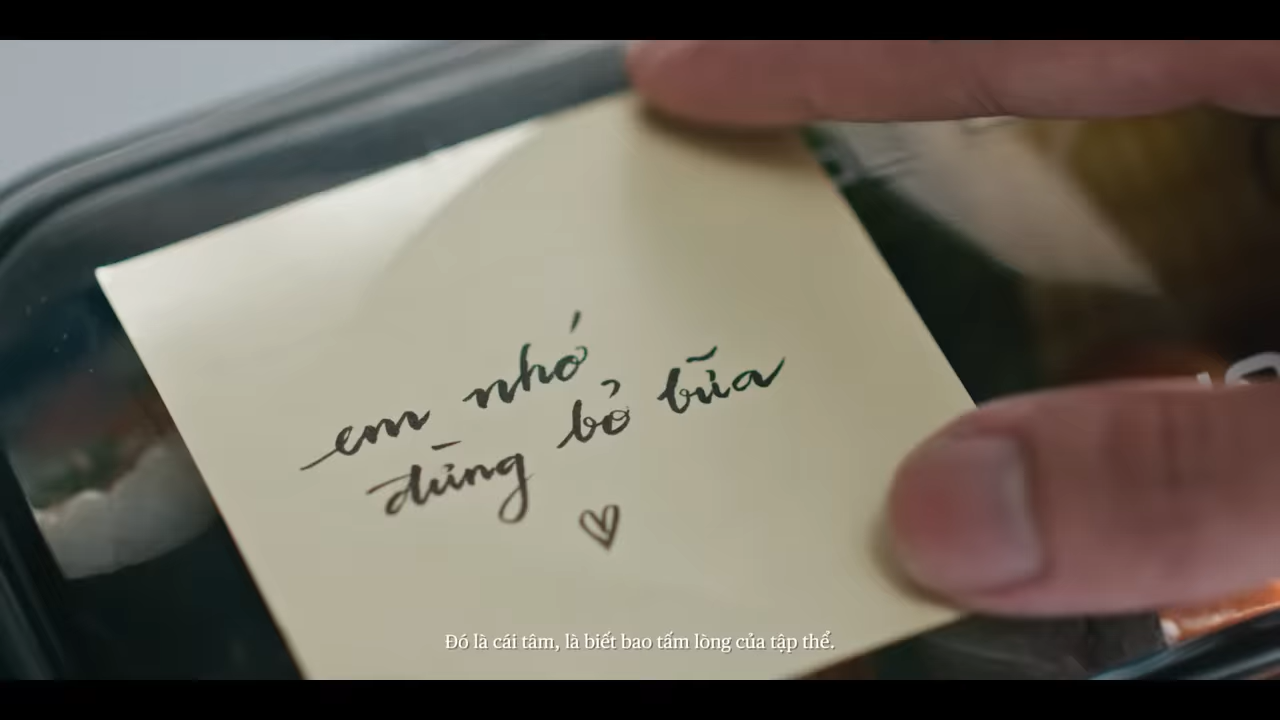 em nhớ
đừng bỏ bữa
♡
Đó là cái tâm, là biết bao tấm lòng của tập thể.